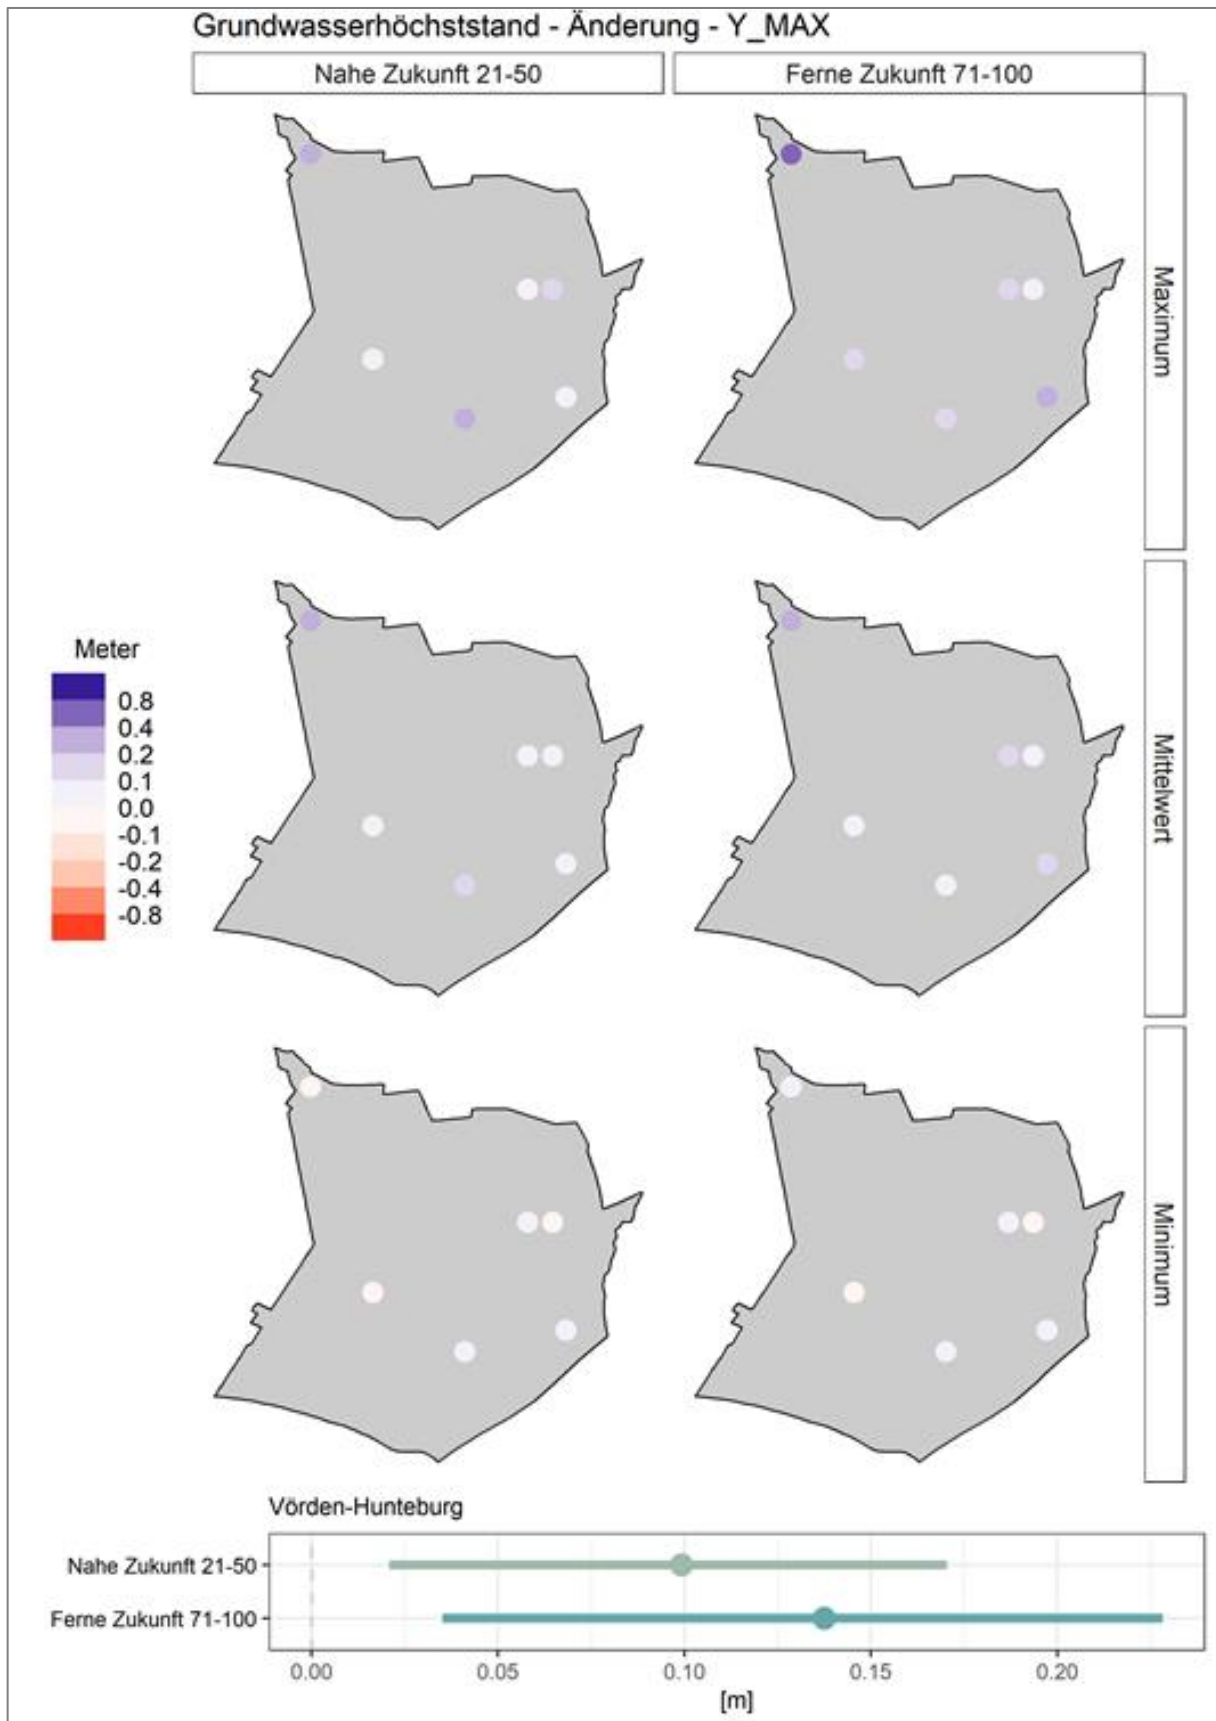 Grundwasserhöchststand - Änderung - Y_MAX
Nahe Zukunft 21-50
Ferne Zukunft 71-100
Maximum
Mittelwert
Minimum
Meter
0.8
0.4
0.2
0.1
0.0
-0.1
-0.2
-0.4
-0.8
Vörden-Hunteburg
Nahe Zukunft 21-50
Ferne Zukunft 71-100
0.00 0.05 0.10 0.15 0.20
[m]